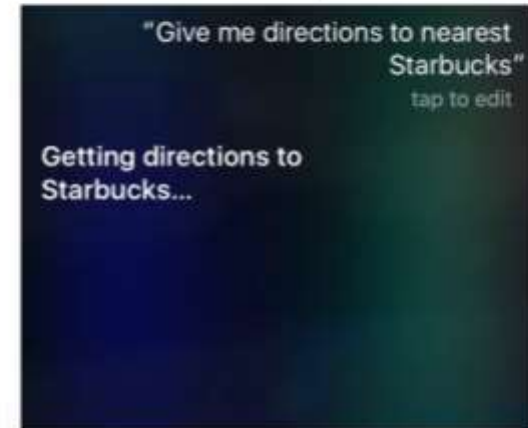 "Give me directions to nearest
Starbucks"
tap to edit
Getting directions to
Starbucks...